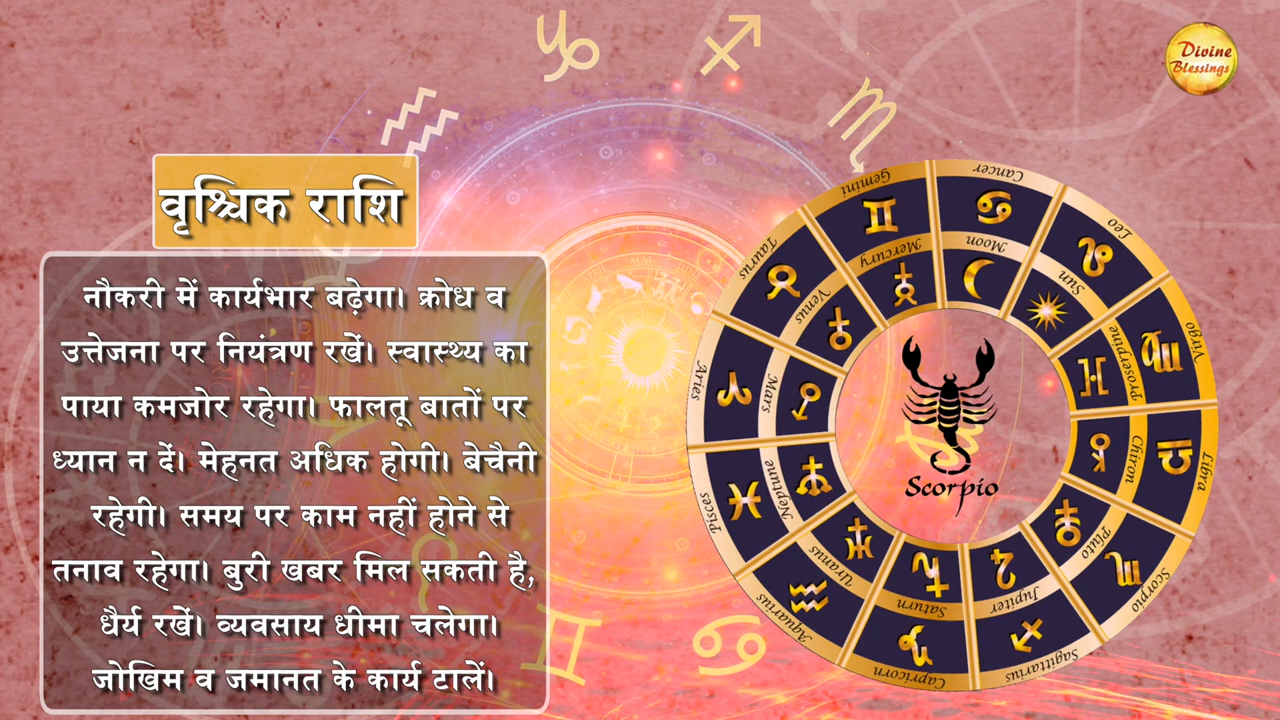 Divine
Blessings
वृश्चिक राशि
नौकरी में कार्यभार बढ़ेगा। क्रोध व
उत्तेजना पर नियंत्रण रखें। स्वास्थ्य का
पाया कमजोर रहेगा। फालतू बातों पर
ध्यान न दें। मेहनत अधिक होगी। बेचैनी
रहेगी। समय पर काम नहीं होने से
तनाव रहेगा। बुरी खबर मिल सकती है,
धैर्य रखें। व्यवसाय धीमा चलेगा।
जोखिम व जमानत के कार्य टालें।
Cancer
Leo
Virgo
Libra
Scorpio
Sagittarius
Capricorn
Aquarius
Pisces
Aries
Taurus
Gemini
Moon
Sun
Proserpine
Chiron
Pluto
Jupiter
Saturn
Uranus
Neptune
Mars
Venus
Mercury
Scorpio